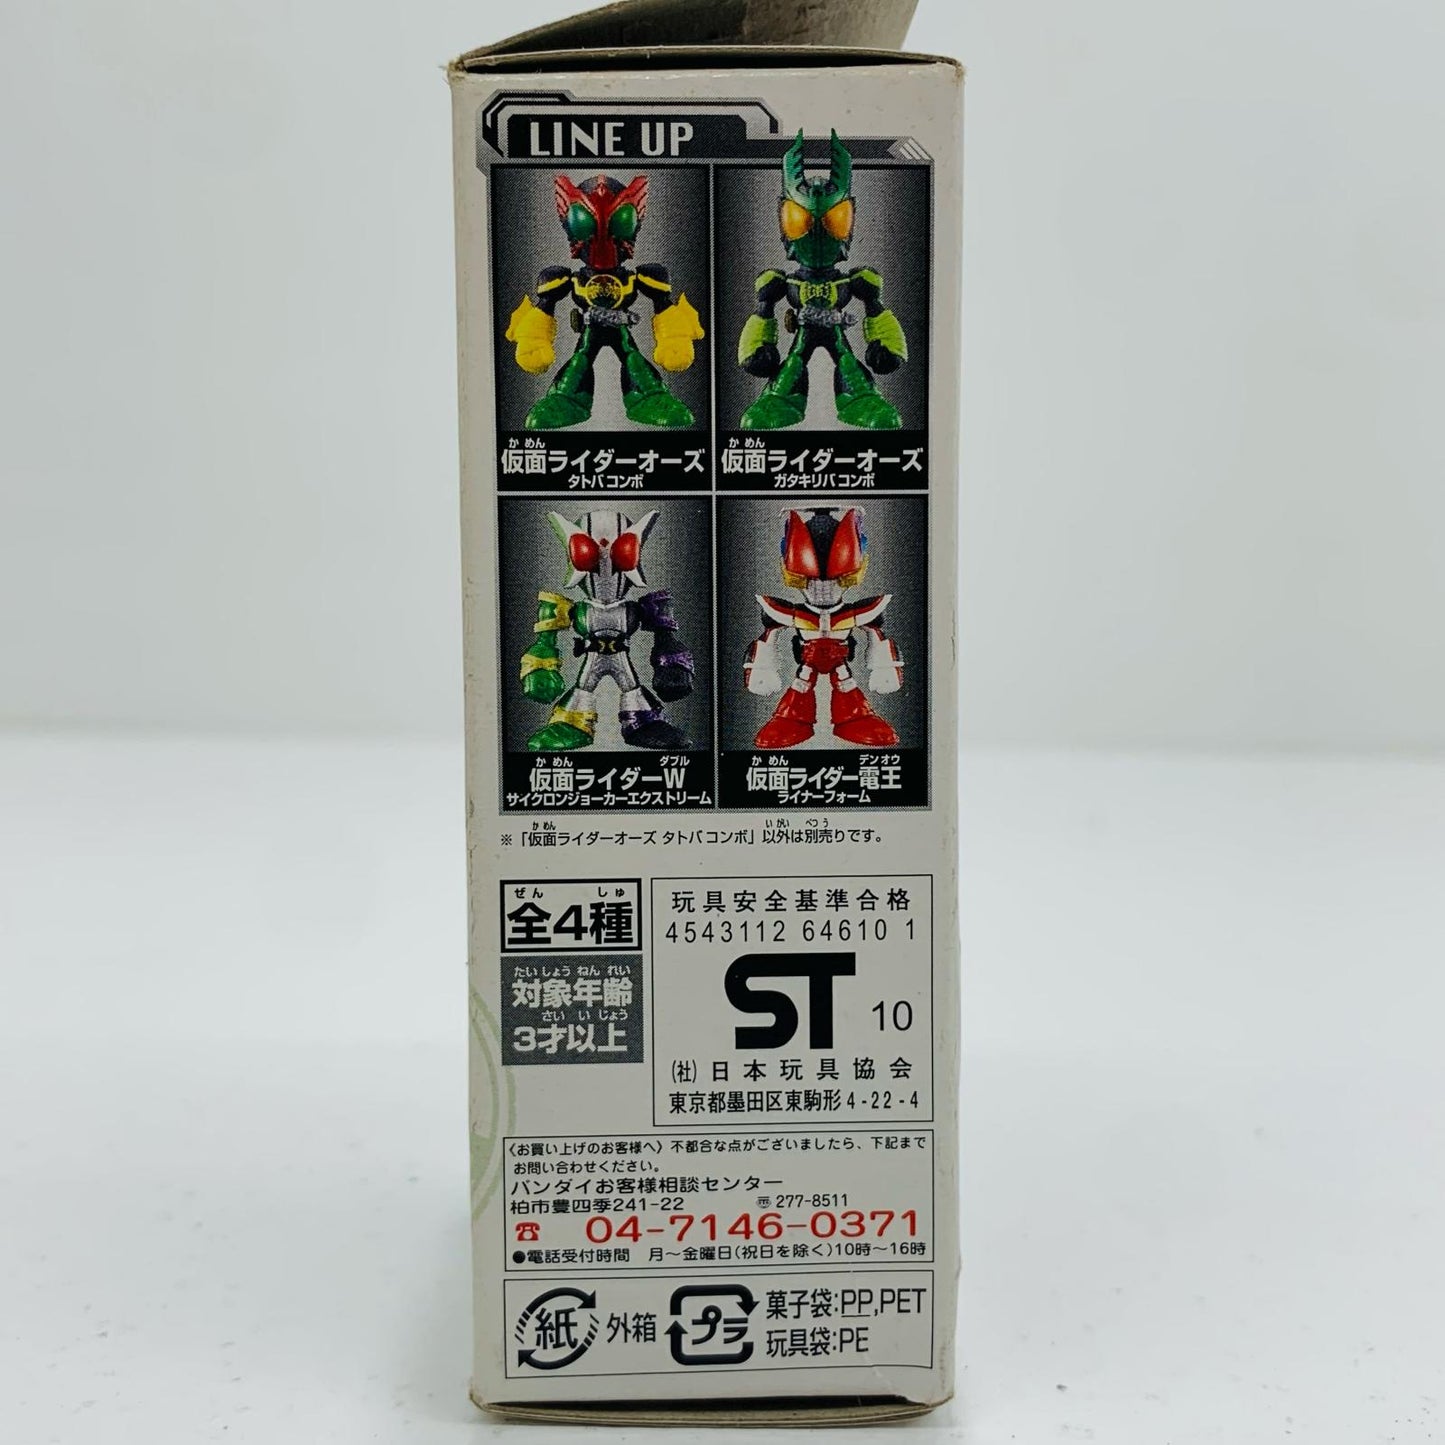 LINE UP
かめん
仮面ライダーオーズ
タトバコンボ
かめん
仮面ライダーオーズ
ガタキリバコンボ
かめん ダブル
仮面ライダーW
サイクロンジョーカーエクストリーム
かめん デンオウ
仮面ライダー電王
ライナーフォーム
かめん いがい べつう
※「仮面ライダーオーズ タトバコンボ」以外は別売りです。
ぜん しゅ
全4種
たいしょうねんれい
対象年齢
さいいじょう
3才以上
玩具安全基準合格
4543112 64610 1
ST 10
(社)日本玩具協会
東京都墨田区東駒形4-22-4
〈お買い上げのお客様へ〉不都合な点がございましたら、下記まで
お問い合わせください。
バンダイお客様相談センター
柏市豊四季241-22 〠277-8511
☎ 04-7146-0371
●電話受付時間 月〜金曜日(祝日を除く)10時〜16時
紙 外箱
プラ 菓子袋:PP,PET
玩具袋:PE